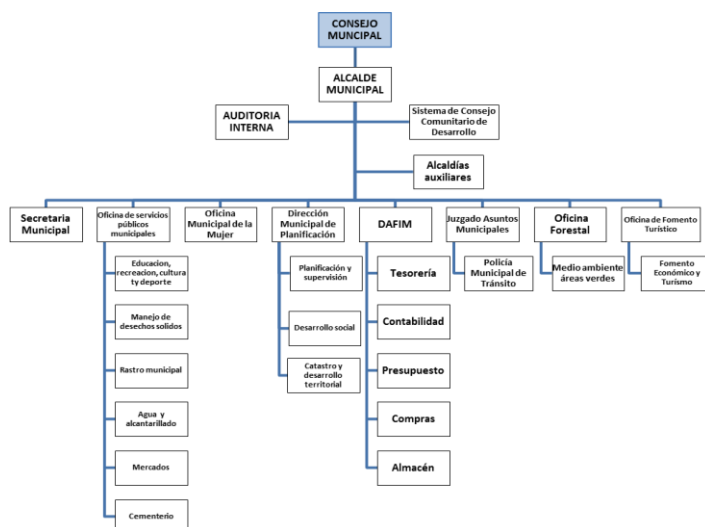 CONSEJO
MUNCIPAL
ALCALDE
MUNICIPAL
AUDITORIA
INTERNA
Sistema de Consejo
Comunitario de
Desarrollo
Alcaldías
auxiliares
Secretaria
Municipal
Oficina de servicios
públicos
municipales
Oficina
Municipal de la
Mujer
Dirección
Municipal de
Planificación
DAFIM
Juzgado Asuntos
Municipales
Oficina
Forestal
Oficina de Fomento
Turístico
Educacion,
recreacion, cultura
ty deporte
Manejo de
desechos solidos
Rastro municipal
Agua y
alcantarillado
Mercados
Cementerio
Planificación y
supervisión
Desarrollo social
Catastro y
desarrollo
territorial
Tesorería
Contabilidad
Presupuesto
Compras
Almacén
Policía
Municipal de
Tránsito
Medio ambiente
áreas verdes
Fomento
Económico y
Turismo